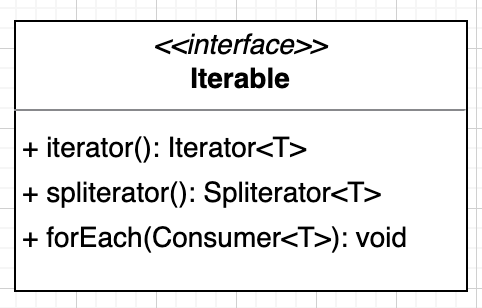 <<interface>>
Iterable
+ iterator(): Iterator<T>
+ spliterator(): Spliterator<T>
+ forEach(Consumer<T>): void